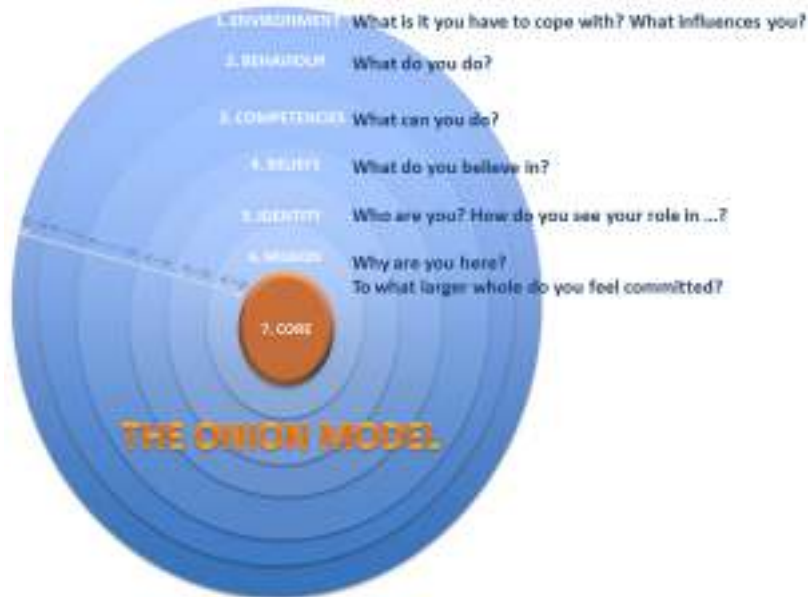 1. ENVIRONMENT What is it you have to cope with? What influences you?
2. BEHAVIOUR What do you do?
3. COMPETENCIES What can you do?
4. BELIEFS What do you believe in?
5. IDENTITY Who are you? How do you see your role in ...?
6. MISSION Why are you here?
To what larger whole do you feel committed?
7. CORE
THE ONION MODEL